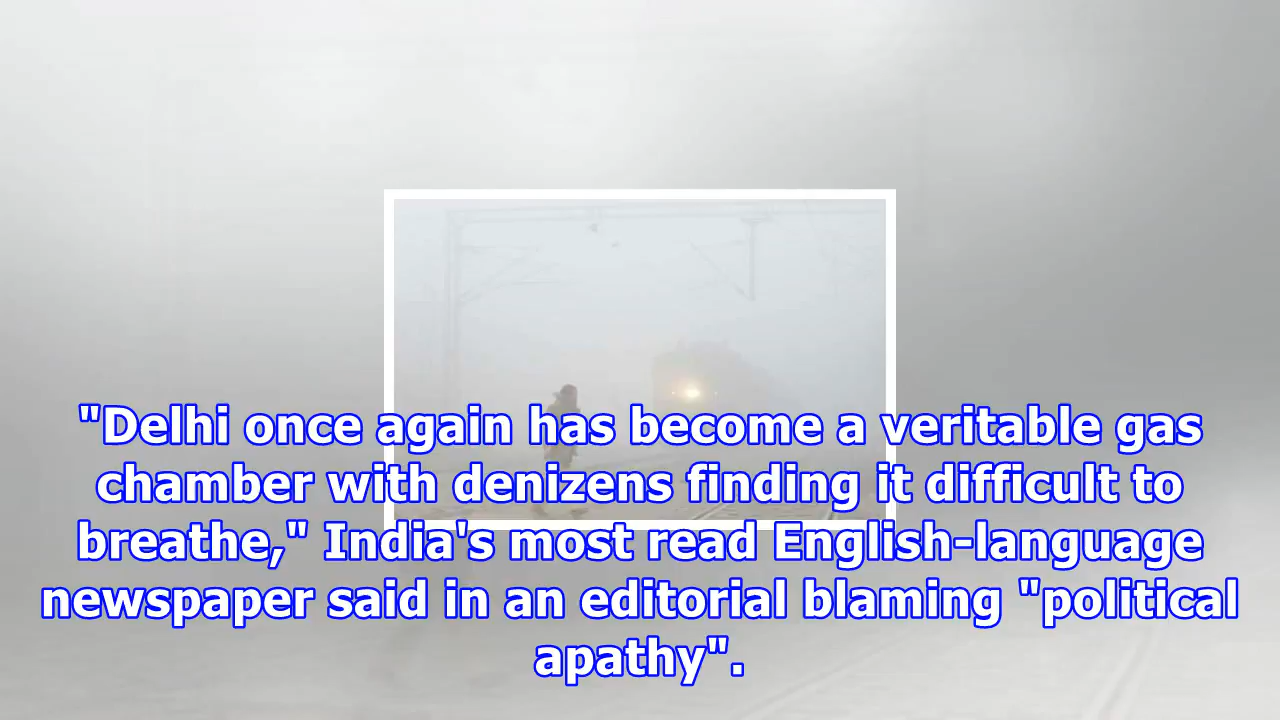 "Delhi once again has become a veritable gas
chamber with denizens finding it difficult to
breathe," India's most read English-language
newspaper said in an editorial blaming "political
apathy".